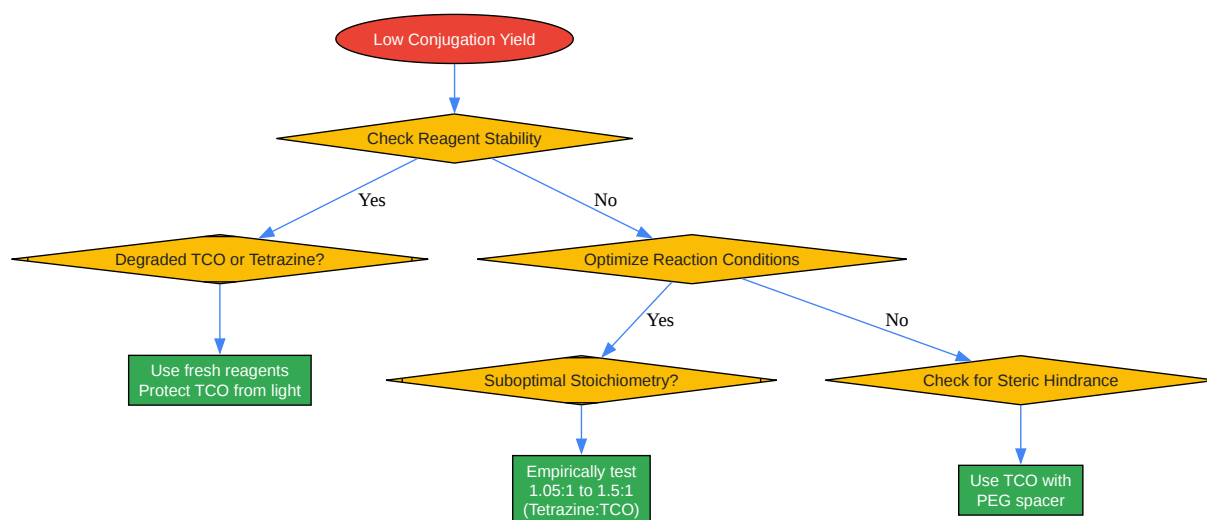 Low Conjugation Yield
Check Reagent Stability
Yes
No
Degraded TCO or Tetrazine?
Optimize Reaction Conditions
Yes
No
Use fresh reagents
Protect TCO from light
Suboptimal Stoichiometry?
Check for Steric Hindrance
Empirically test
1.05:1 to 1.5:1
(Tetrazine:TCO)
Use TCO with
PEG spacer